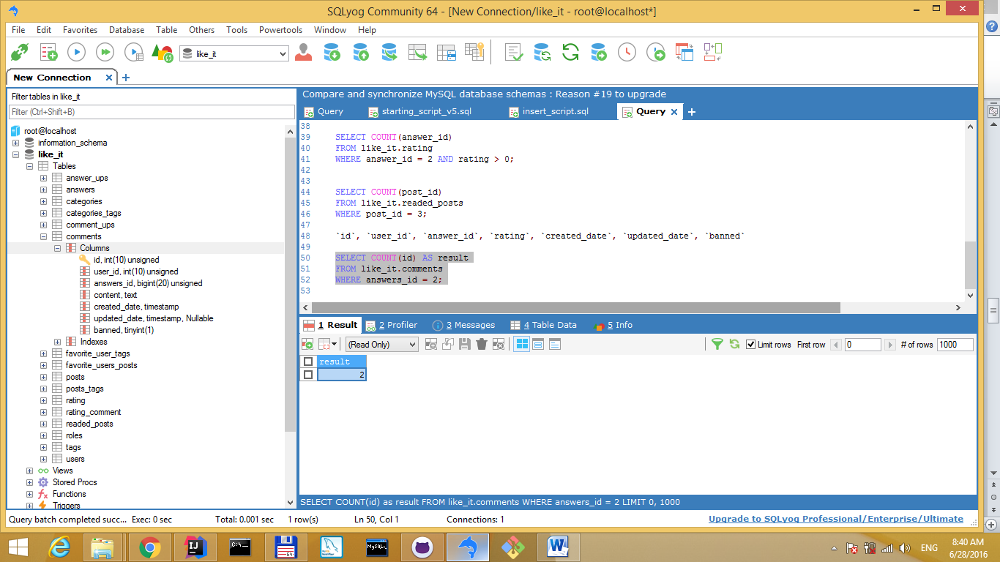 SQLyog Community 64 - [New Connection/like_it - root@localhost*]
File Edit Favorites Database Table Others Tools Powertools Window Help
like_it
New Connection
Filter tables in like_it
Filter (Ctrl+Shift+B)
root@localhost
information_schema
like_it
Tables
answer_ups
answers
categories
categories_tags
comment_ups
comments
Columns
id, int(10) unsigned
user_id, int(10) unsigned
answers_id, bigint(20) unsigned
content, text
created_date, timestamp
updated_date, timestamp, Nullable
banned, tinyint(1)
Indexes
favorite_user_tags
favorite_users_posts
posts
posts_tags
rating
rating_comment
readed_posts
roles
tags
users
Views
Stored Procs
Functions
Triggers
Compare and synchronize MySQL database schemas : Reason #19 to upgrade
Query starting_script_v5.sql insert_script.sql Query
38
39 SELECT COUNT(answer_id)
40 FROM like_it.rating
41 WHERE answer_id = 2 AND rating > 0;
42
43
44 SELECT COUNT(post_id)
45 FROM like_it.readed_posts
46 WHERE post_id = 3;
47
48 `id`, `user_id`, `answer_id`, `rating`, `created_date`, `updated_date`, `banned`
49
50 SELECT COUNT(id) AS result
51 FROM like_it.comments
52 WHERE answers_id = 2;
53
1 Result 2 Profiler 3 Messages 4 Table Data 5 Info
(Read Only) Limit rows First row 0 # of rows 1000
result
2
SELECT COUNT(id) as result FROM like_it.comments WHERE answers_id = 2 LIMIT 0, 1000
Query batch completed succ... Exec: 0 sec Total: 0.001 sec 1 row(s) Ln 50, Col 1 Connections: 1 Upgrade to SQLyog Professional/Enterprise/Ultimate
ENG
8:40 AM
6/28/2016